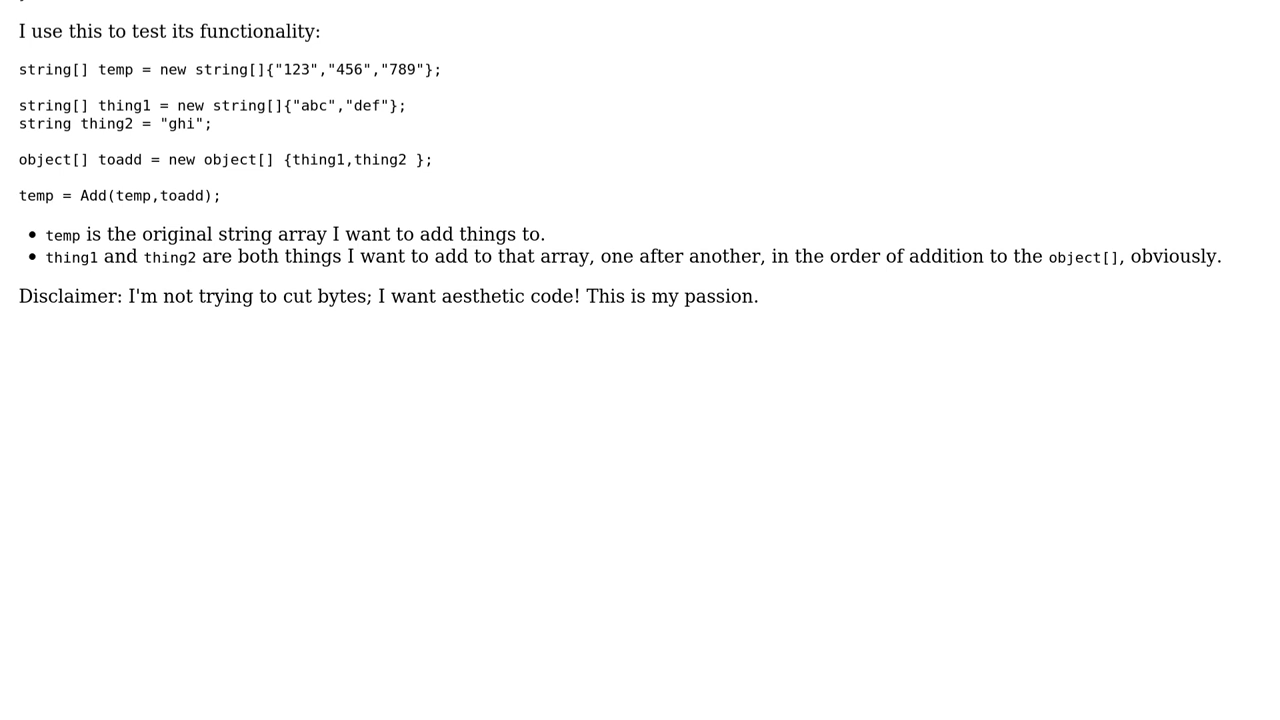 I use this to test its functionality:
string[] temp = new string[]{"123","456","789"};
string[] thing1 = new string[]{"abc","def"};
string thing2 = "ghi";
object[] toadd = new object[] {thing1,thing2 };
temp = Add(temp,toadd);
• temp is the original string array I want to add things to.
• thing1 and thing2 are both things I want to add to that array, one after another, in the order of addition to the object[], obviously.
Disclaimer: I'm not trying to cut bytes; I want aesthetic code! This is my passion.